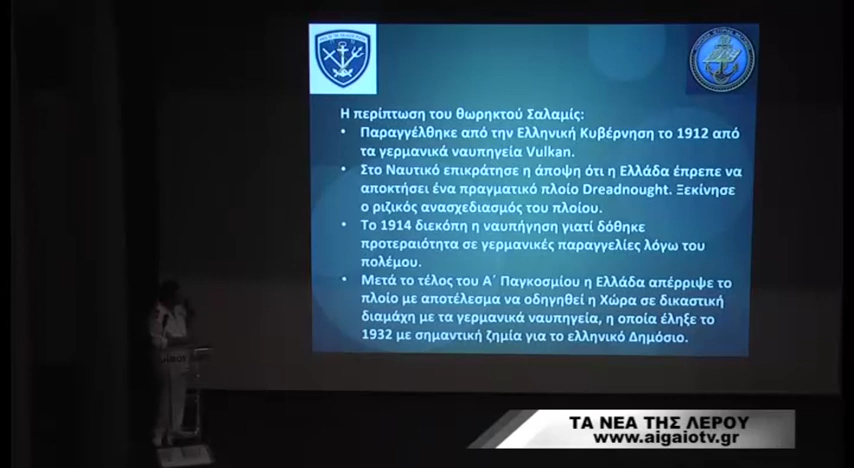 Η περίπτωση του θωρηκτού Σαλαμίς:
• Παραγγέλθηκε από την Ελληνική Κυβέρνηση το 1912 από
τα γερμανικά ναυπηγεία Vulkan.
• Στο Ναυτικό επικράτησε η άποψη ότι η Ελλάδα έπρεπε να
αποκτήσει ένα πραγματικό πλοίο Dreadnought. Ξεκίνησε
ο ριζικός ανασχεδιασμός του πλοίου.
• Το 1914 διεκόπη η ναυπήγηση γιατί δόθηκε
προτεραιότητα σε γερμανικές παραγγελίες λόγω του
πολέμου.
• Μετά το τέλος του Α΄ Παγκοσμίου η Ελλάδα απέρριψε το
πλοίο με αποτέλεσμα να οδηγηθεί η Χώρα σε δικαστική
διαμάχη με τα γερμανικά ναυπηγεία, η οποία έληξε το
1932 με σημαντική ζημία για το ελληνικό Δημόσιο.
ΤΑ ΝΕΑ ΤΗΣ ΛΕΡΟΥ
www.aigaiotv.gr